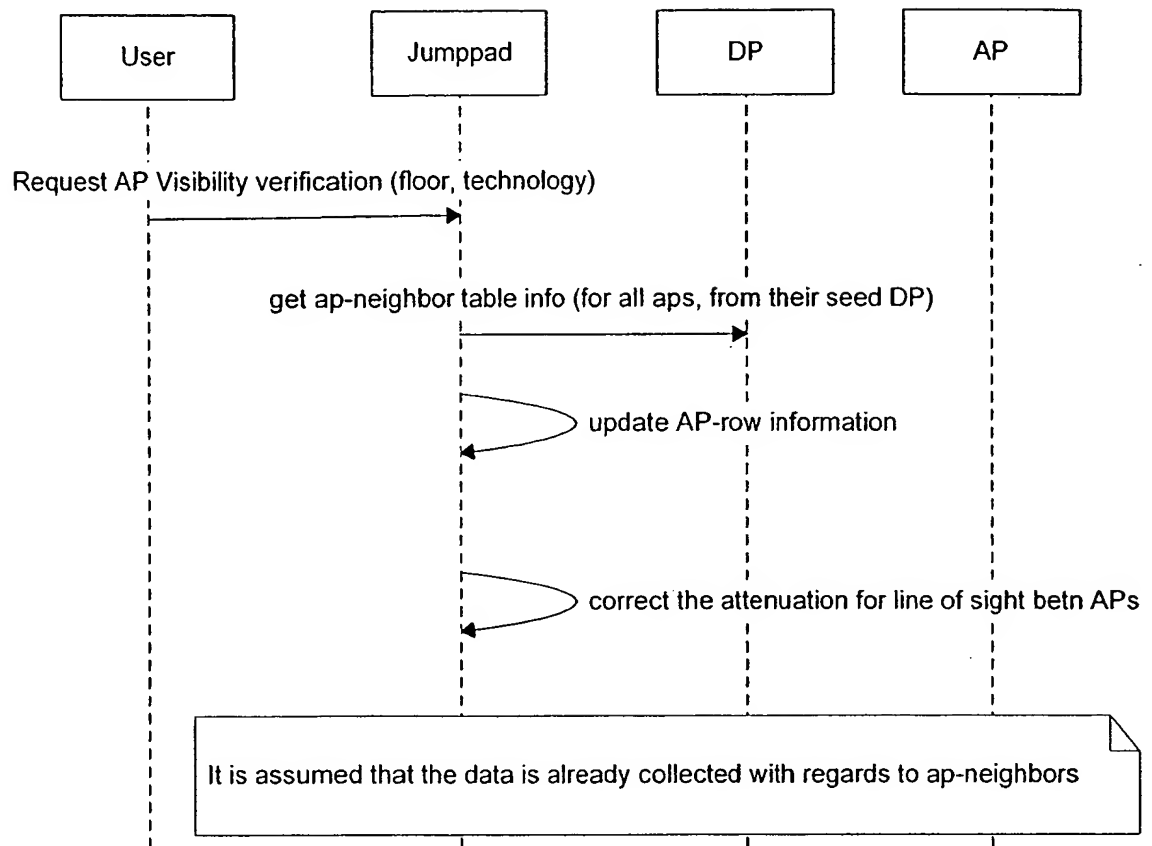 User
Jumppad
DP
AP
Request AP Visibility verification (floor, technology)
get ap-neighbor table info (for all aps, from their seed DP)
update AP-row information
correct the attenuation for line of sight betn APs
It is assumed that the data is already collected with regards to ap-neighbors